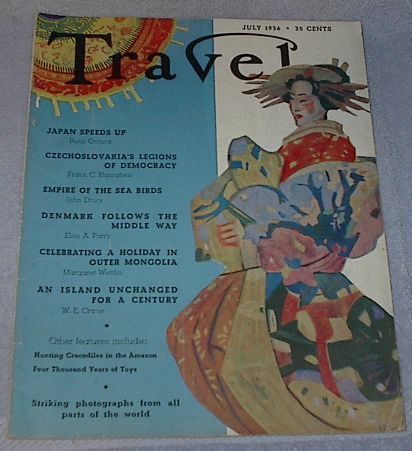 JULY 1936 • 35 CENTS
Travel
JAPAN SPEEDS UP
Bunji Omura
CZECHOSLOVAKIA'S LEGIONS
OF DEMOCRACY
Frank C. Hanighen
EMPIRE OF THE SEA BIRDS
John Drury
DENMARK FOLLOWS THE
MIDDLE WAY
Elsie A. Parry
CELEBRATING A HOLIDAY IN
OUTER MONGOLIA
Margaret Wettlin
AN ISLAND UNCHANGED
FOR A CENTURY
W. E. Crane
•
Other features include:
Hunting Crocodiles in the Amazon
Four Thousand Years of Toys
•
Striking photographs from all
parts of the world